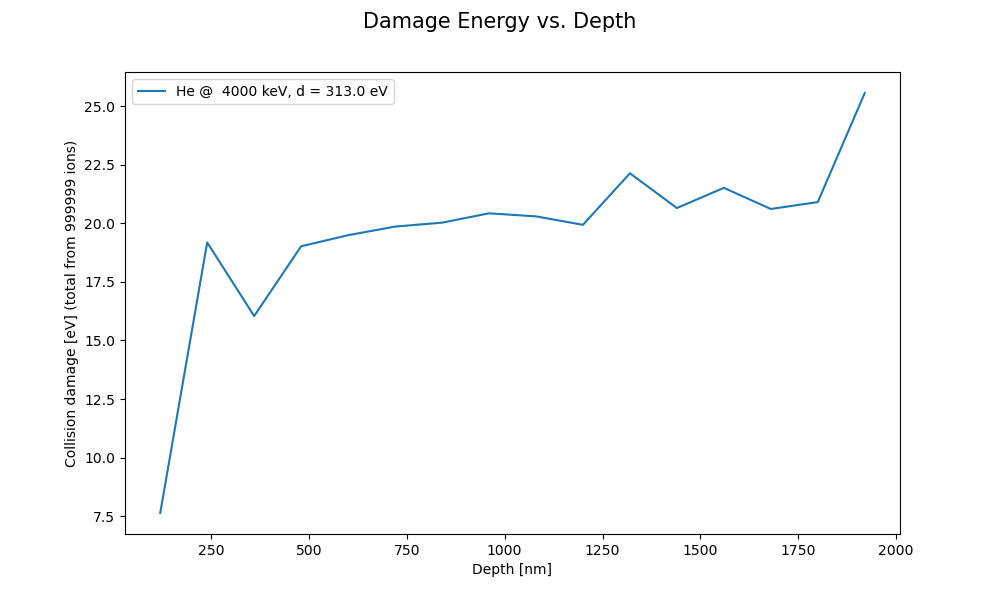 Damage Energy vs. Depth
He @  4000 keV, d = 313.0 eV
Collision damage [eV] (total from 999999 ions)
25.0
22.5
20.0
17.5
15.0
12.5
10.0
7.5
250 500 750 1000 1250 1500 1750 2000
Depth [nm]